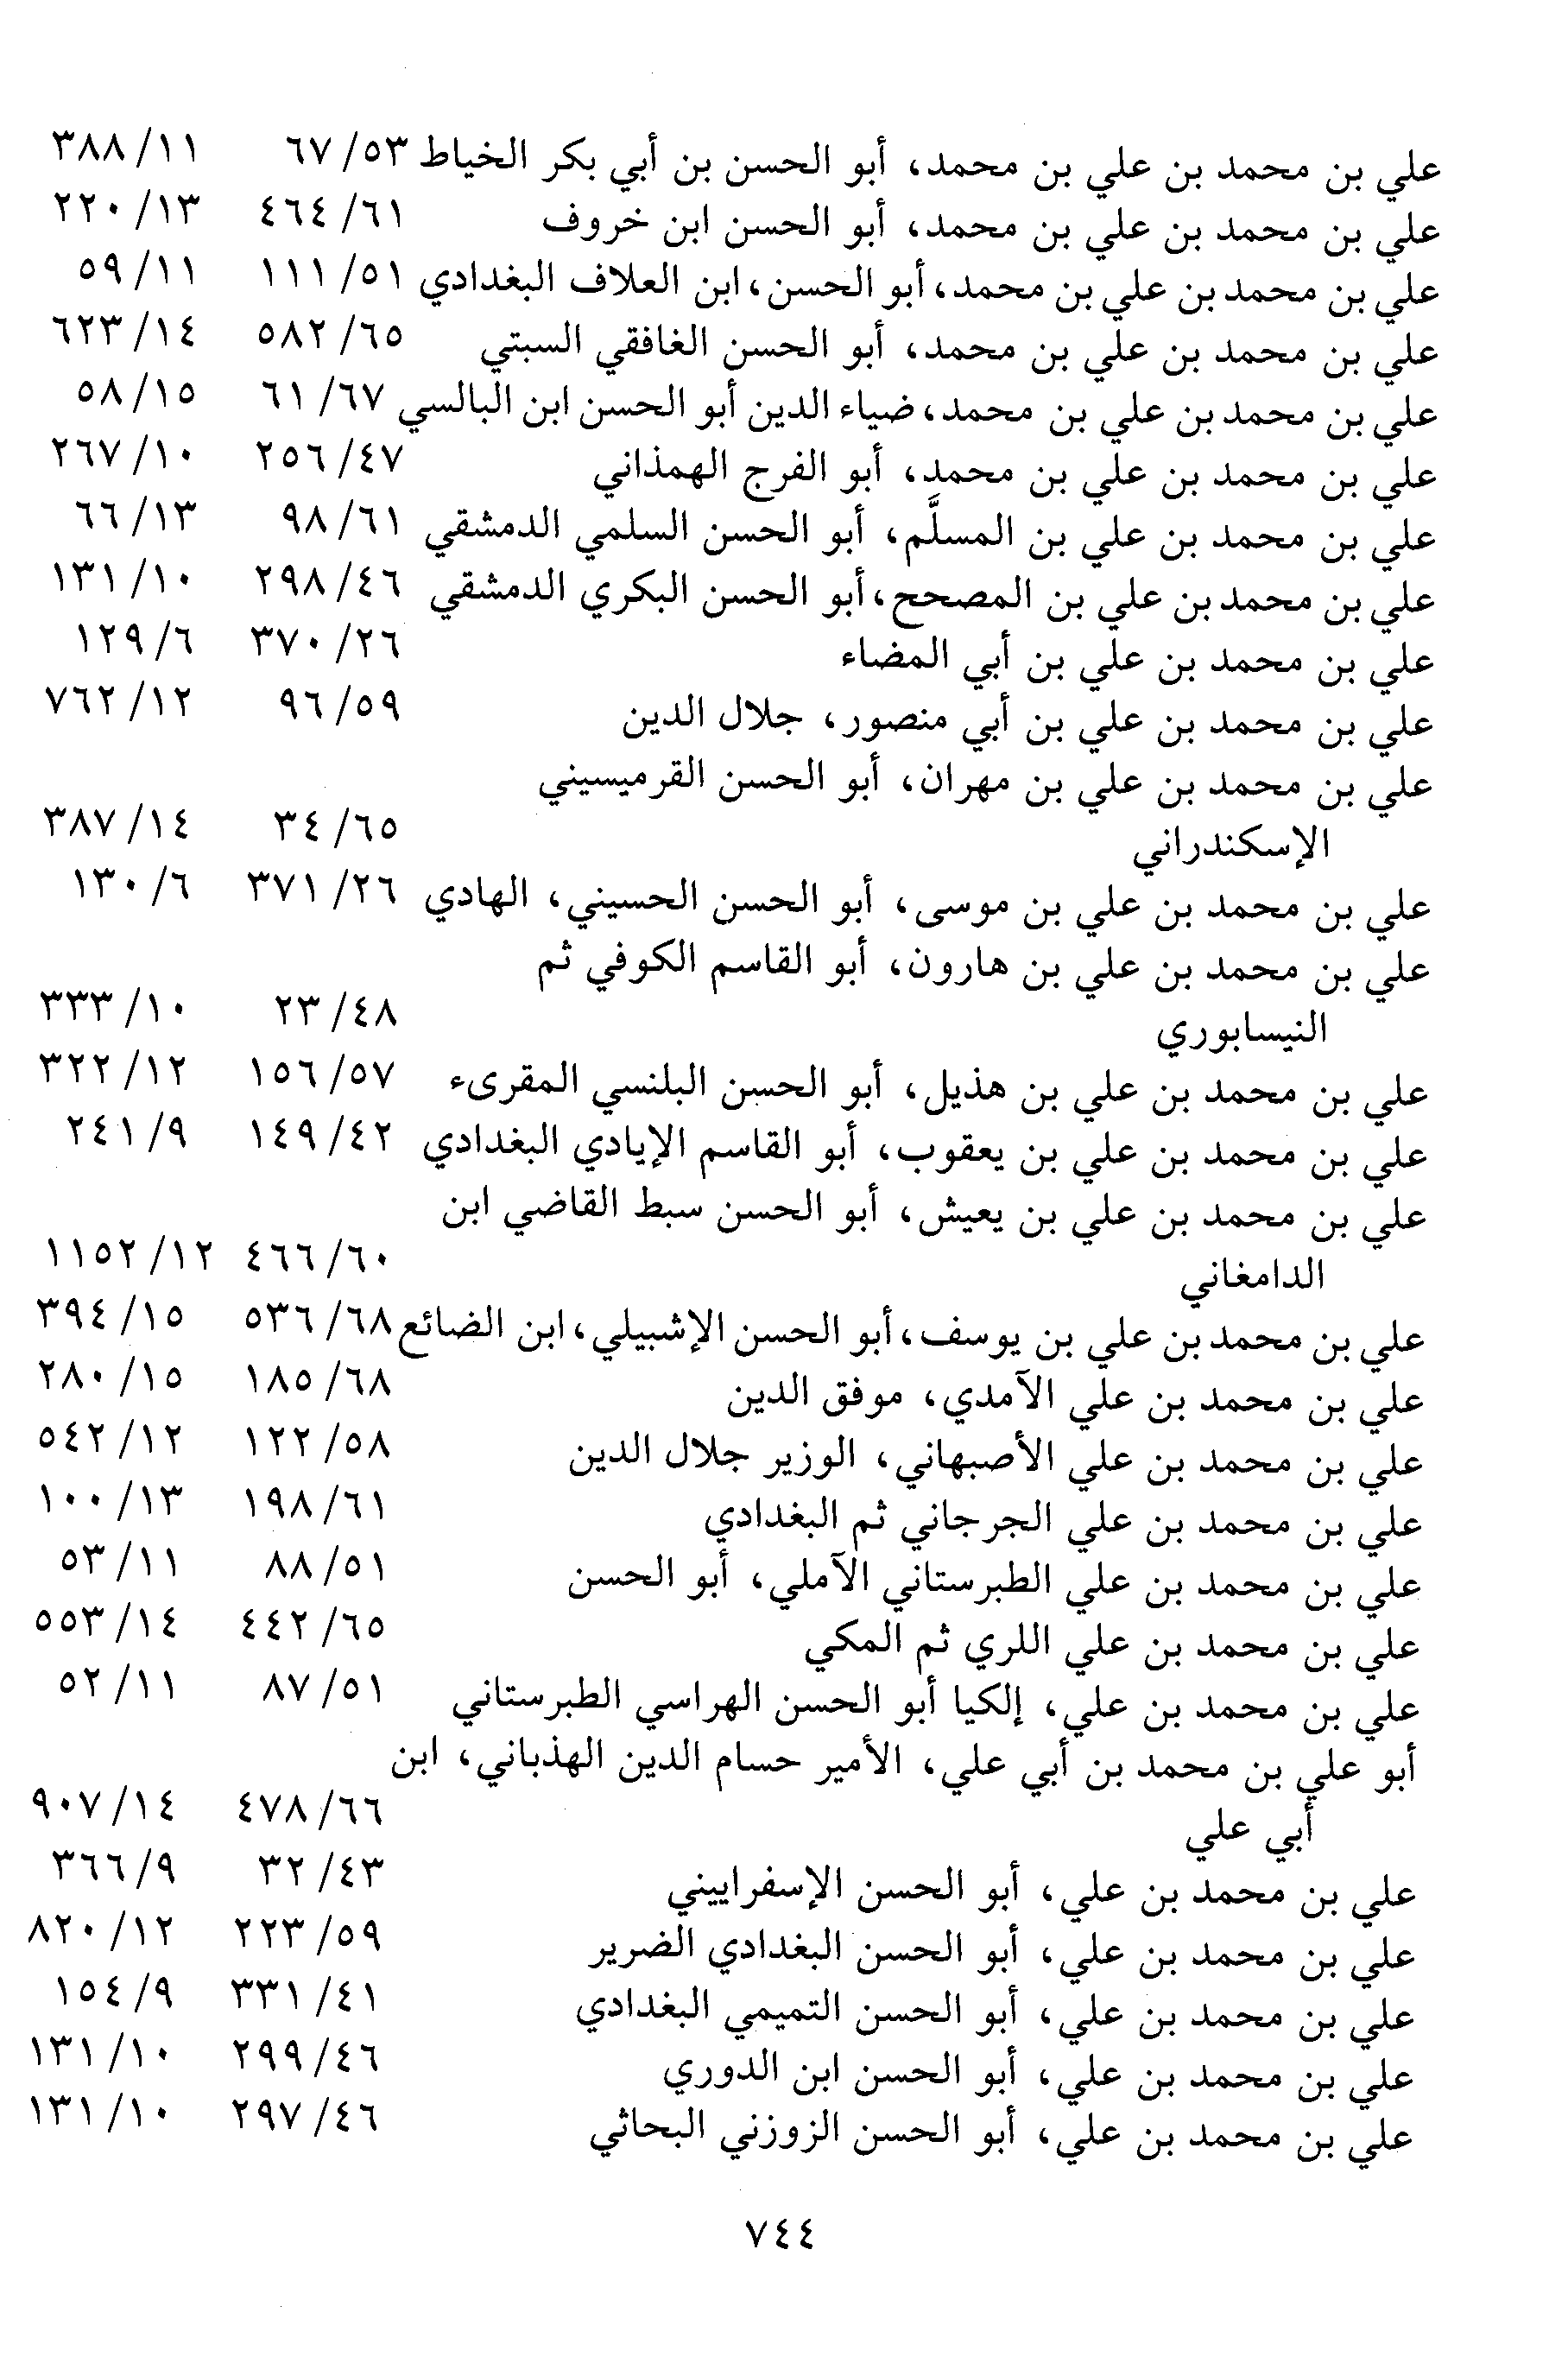 علي بن محمد بن علي بن محمد، أبو الحسن بن أبي بكر الخياط ٦٧/٥٣ ٣٨٨/١١
علي بن محمد بن علي بن محمد، أبو الحسن ابن خروف ٤٦٤/٦١ ٢٢٠/١٣
علي بن محمد بن علي بن محمد، أبو الحسن، ابن العلاف البغدادي ١١١/٥١ ٥٩/١١
علي بن محمد بن علي بن محمد، أبو الحسن الغافقي السبتي ٥٨٢/٦٥ ٦٢٣/١٤
علي بن محمد بن علي بن محمد، ضياء الدين أبو الحسن ابن البالسي ٦١/٦٧ ٥٨/١٥
علي بن محمد بن علي بن محمد، أبو الفرج الهمذاني ٢٥٦/٤٧ ٢٦٧/١٠
علي بن محمد بن علي بن المسلَّم، أبو الحسن السلمي الدمشقي ٩٨/٦١ ٦٦/١٣
علي بن محمد بن علي بن المصحح، أبو الحسن البكري الدمشقي ٢٩٨/٤٦ ١٣١/١٠
علي بن محمد بن علي بن أبي المضاء ٣٧٠/٢٦ ١٢٩/٦
علي بن محمد بن علي بن أبي منصور، جلال الدين ٩٦/٥٩ ٧٦٢/١٢
علي بن محمد بن علي بن مهران، أبو الحسن القرميسيني
الإسكندراني ٣٤/٦٥ ٣٨٧/١٤
علي بن محمد بن علي بن موسى، أبو الحسن الحسيني، الهادي ٣٧١/٢٦ ١٣٠/٦
علي بن محمد بن علي بن هارون، أبو القاسم الكوفي ثم
النيسابوري ٢٣/٤٨ ٣٣٣/١٠
علي بن محمد بن علي بن هذيل، أبو الحسن البلنسي المقرىء ١٥٦/٥٧ ٣٢٢/١٢
علي بن محمد بن علي بن يعقوب، أبو القاسم الإيادي البغدادي ١٤٩/٤٢ ٢٤١/٩
علي بن محمد بن علي بن يعيش، أبو الحسن سبط القاضي ابن
الدامغاني ٤٦٦/٦٠ ١١٥٢/١٢
علي بن محمد بن علي بن يوسف، أبو الحسن الإشبيلي، ابن الضائع ٥٣٦/٦٨ ٣٩٤/١٥
علي بن محمد بن علي الآمدي، موفق الدين ١٨٥/٦٨ ٢٨٠/١٥
علي بن محمد بن علي الأصبهاني، الوزير جلال الدين ١٢٢/٥٨ ٥٤٢/١٢
علي بن محمد بن علي الجرجاني ثم البغدادي ١٩٨/٦١ ١٠٠/١٣
علي بن محمد بن علي الطبرستاني الآملي، أبو الحسن ٨٨/٥١ ٥٣/١١
علي بن محمد بن علي اللري ثم المكي ٤٤٢/٦٥ ٥٥٣/١٤
علي بن محمد بن علي، إلكيا أبو الحسن الهراسي الطبرستاني ٨٧/٥١ ٥٢/١١
أبو علي بن محمد بن أبي علي، الأمير حسام الدين الهذباني، ابن
أبي علي ٤٧٨/٦٦ ٩٠٧/١٤
علي بن محمد بن علي، أبو الحسن الإسفراييني ٣٢/٤٣ ٣٦٦/٩
علي بن محمد بن علي، أبو الحسن البغدادي الضرير ٢٢٣/٥٩ ٨٢٠/١٢
علي بن محمد بن علي، أبو الحسن التميمي البغدادي ٣٣١/٤١ ١٥٤/٩
علي بن محمد بن علي، أبو الحسن ابن الدوري ٢٩٩/٤٦ ١٣١/١٠
علي بن محمد بن علي، أبو الحسن الزوزني البحاثي ٢٩٧/٤٦ ١٣١/١٠
٧٤٤